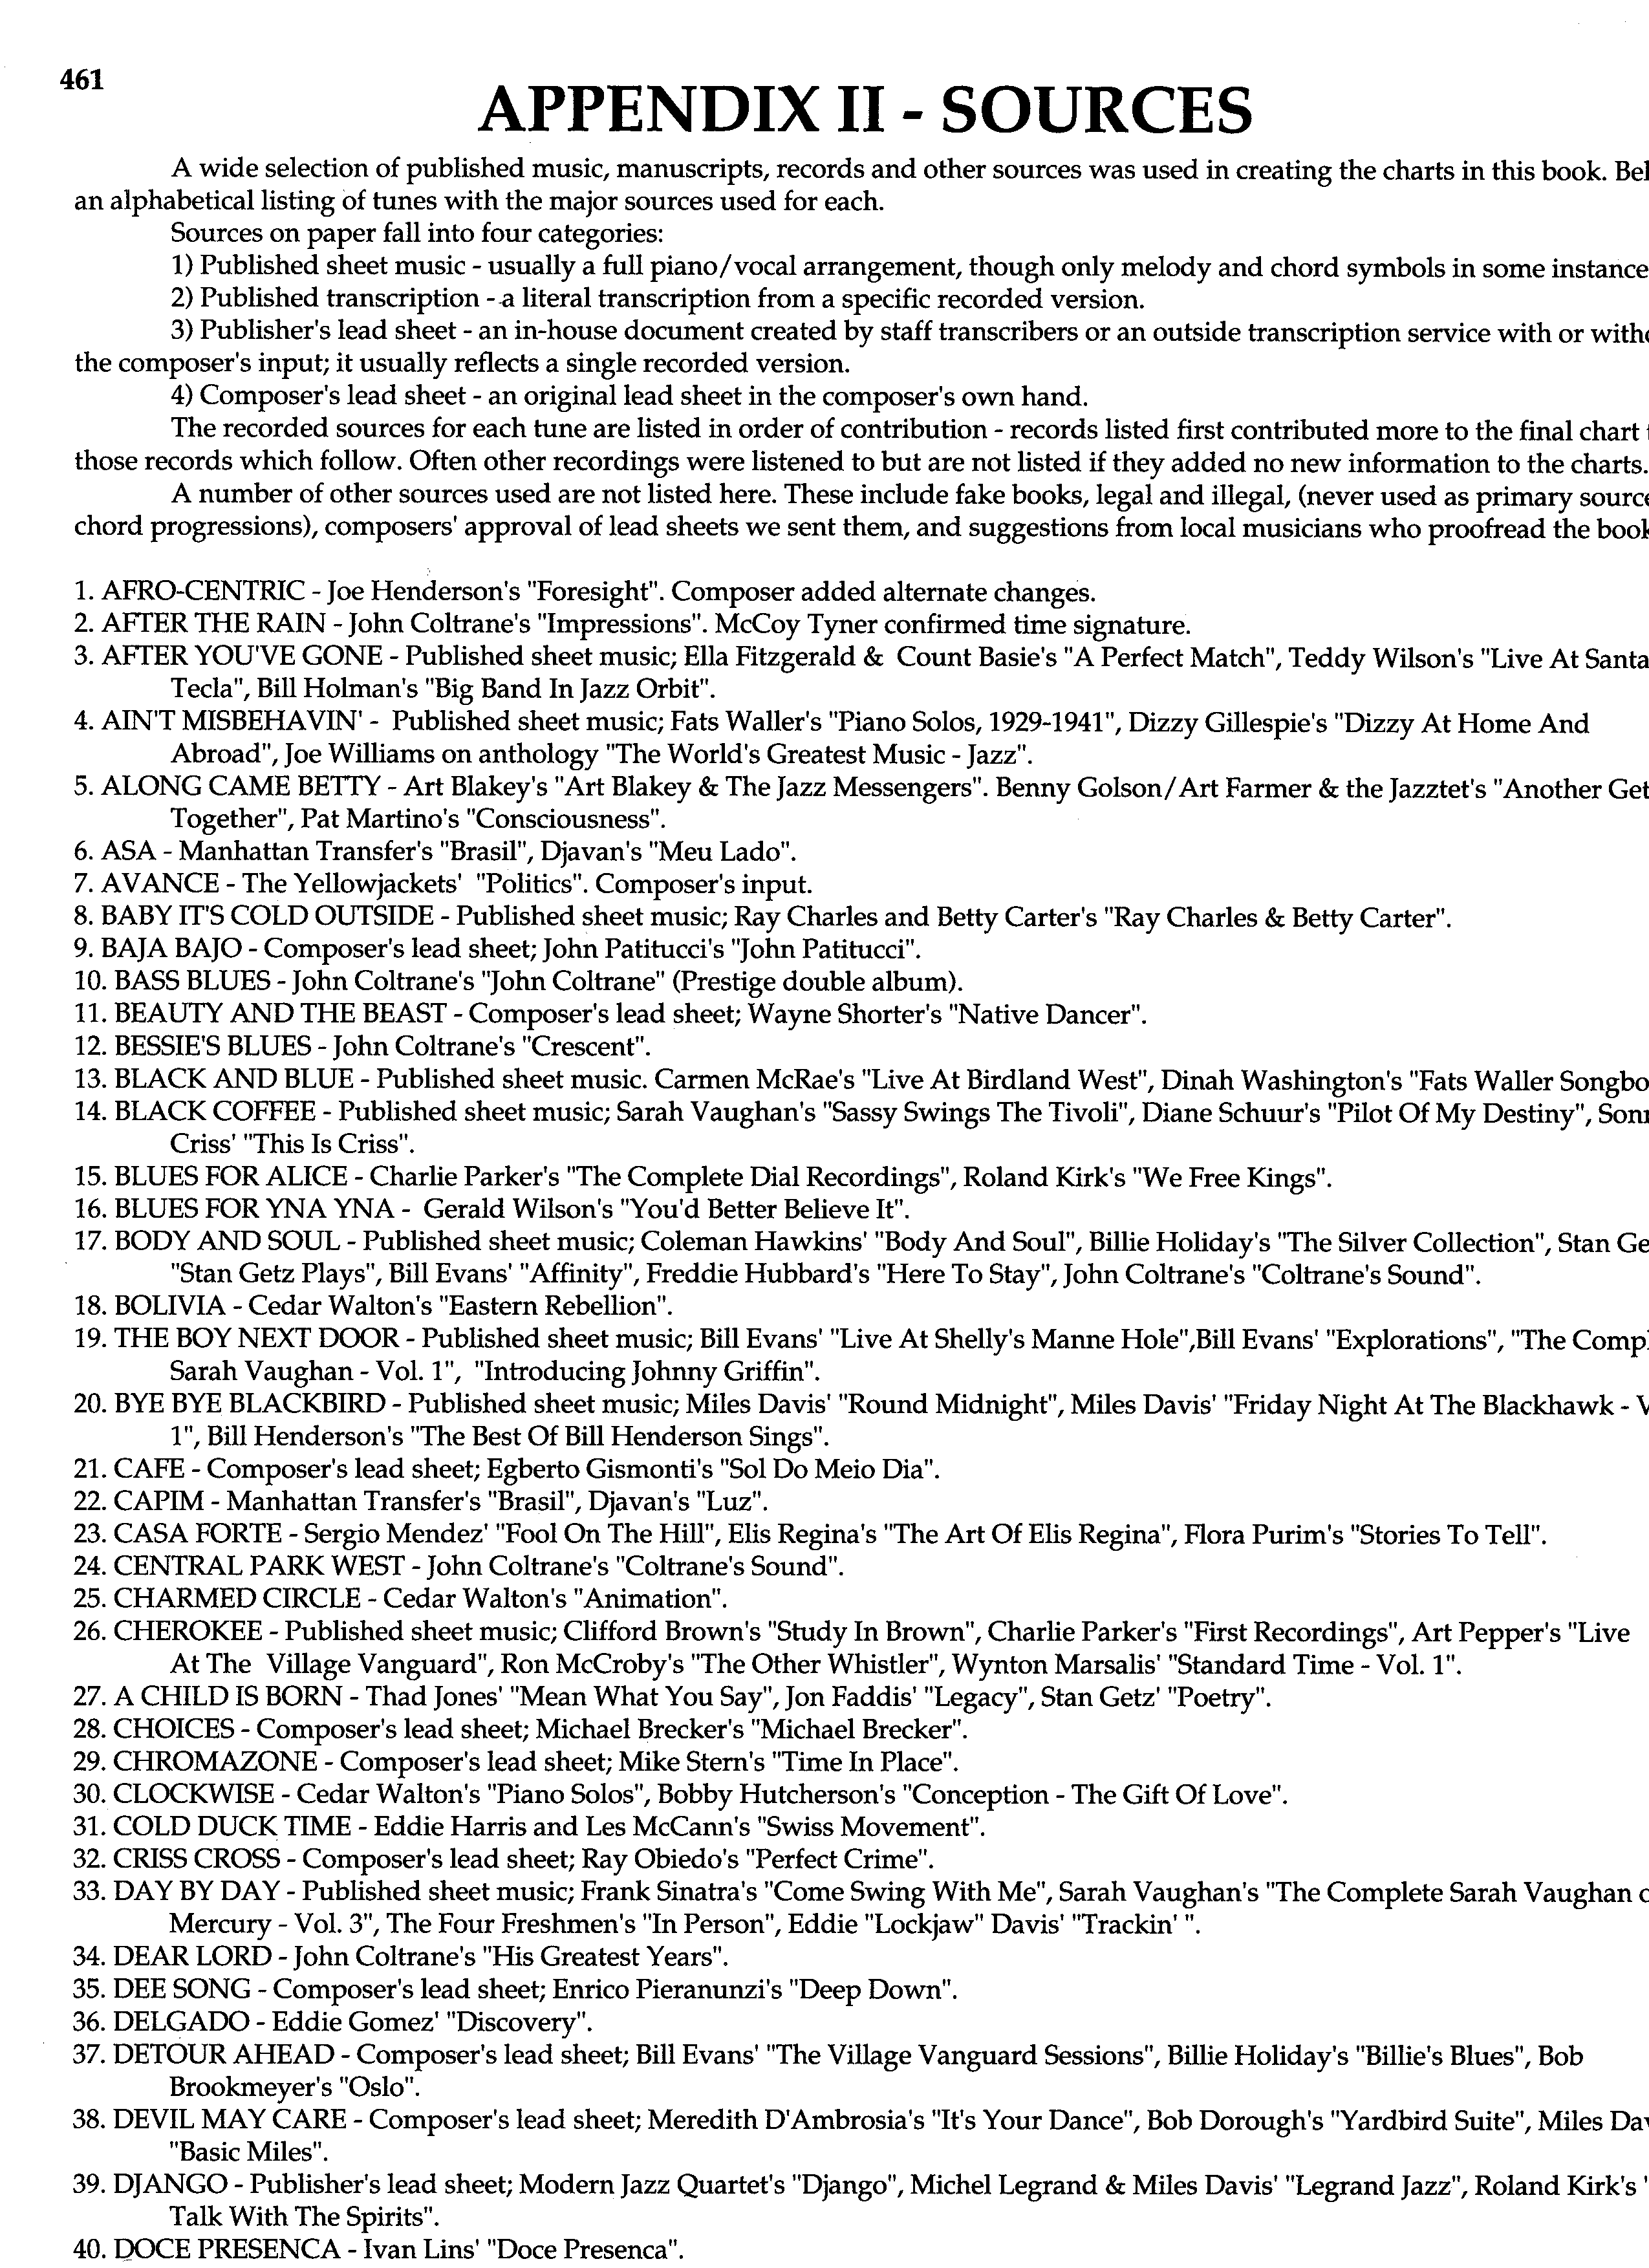 461
APPENDIX II - SOURCES
A wide selection of published music, manuscripts, records and other sources was used in creating the charts in this book.
an alphabetical listing of tunes with the major sources used for each.
Sources on paper fall into four categories:
1) Published sheet music - usually a full piano/vocal arrangement, though only melody and chord symbols in some
2) Published transcription - a literal transcription from a specific recorded version.
3) Publisher's lead sheet - an in-house document created by staff transcribers or an outside transcription service with or
the composer's input; it usually reflects a single recorded version.
4) Composer's lead sheet - an original lead sheet in the composer's own hand.
The recorded sources for each tune are listed in order of contribution - records listed first contributed more to the final chart
those records which follow. Often other recordings were listened to but are not listed if they added no new information to the charts.
A number of other sources used are not listed here. These include fake books, legal and illegal, (never used as primary
chord progressions), composers' approval of lead sheets we sent them, and suggestions from local musicians who proofread the
1. AFRO-CENTRIC - Joe Henderson's "Foresight". Composer added alternate changes.
2. AFTER THE RAIN - John Coltrane's "Impressions". McCoy Tyner confirmed time signature.
3. AFTER YOU'VE GONE - Published sheet music; Ella Fitzgerald & Count Basie's "A Perfect Match", Teddy Wilson's "Live At Santa
Tecla", Bill Holman's "Big Band In Jazz Orbit".
4. AIN'T MISBEHAVIN' - Published sheet music; Fats Waller's "Piano Solos, 1929-1941", Dizzy Gillespie's "Dizzy At Home And
Abroad", Joe Williams on anthology "The World's Greatest Music - Jazz".
5. ALONG CAME BETTY - Art Blakey's "Art Blakey & The Jazz Messengers". Benny Golson/Art Farmer & the Jazztet's "Another Get
Together", Pat Martino's "Consciousness".
6. ASA - Manhattan Transfer's "Brasil", Djavan's "Meu Lado".
7. AVANCE - The Yellowjackets' "Politics". Composer's input.
8. BABY IT'S COLD OUTSIDE - Published sheet music; Ray Charles and Betty Carter's "Ray Charles & Betty Carter".
9. BAJA BAJO - Composer's lead sheet; John Patitucci's "John Patitucci".
10. BASS BLUES - John Coltrane's "John Coltrane" (Prestige double album).
11. BEAUTY AND THE BEAST - Composer's lead sheet; Wayne Shorter's "Native Dancer".
12. BESSIE'S BLUES - John Coltrane's "Crescent".
13. BLACK AND BLUE - Published sheet music. Carmen McRae's "Live At Birdland West", Dinah Washington's "Fats Waller
14. BLACK COFFEE - Published sheet music; Sarah Vaughan's "Sassy Swings The Tivoli", Diane Schuur's "Pilot Of My Destiny",
Criss' "This Is Criss".
15. BLUES FOR ALICE - Charlie Parker's "The Complete Dial Recordings", Roland Kirk's "We Free Kings".
16. BLUES FOR YNA YNA - Gerald Wilson's "You'd Better Believe It".
17. BODY AND SOUL - Published sheet music; Coleman Hawkins' "Body And Soul", Billie Holiday's "The Silver Collection", Stan
"Stan Getz Plays", Bill Evans' "Affinity", Freddie Hubbard's "Here To Stay", John Coltrane's "Coltrane's Sound".
18. BOLIVIA - Cedar Walton's "Eastern Rebellion".
19. THE BOY NEXT DOOR - Published sheet music; Bill Evans' "Live At Shelly's Manne Hole",Bill Evans' "Explorations", "The
Sarah Vaughan - Vol. 1", "Introducing Johnny Griffin".
20. BYE BYE BLACKBIRD - Published sheet music; Miles Davis' "Round Midnight", Miles Davis' "Friday Night At The Blackhawk -
1", Bill Henderson's "The Best Of Bill Henderson Sings".
21. CAFE - Composer's lead sheet; Egberto Gismonti's "Sol Do Meio Dia".
22. CAPIM - Manhattan Transfer's "Brasil", Djavan's "Luz".
23. CASA FORTE - Sergio Mendez' "Fool On The Hill", Elis Regina's "The Art Of Elis Regina", Flora Purim's "Stories To Tell".
24. CENTRAL PARK WEST - John Coltrane's "Coltrane's Sound".
25. CHARMED CIRCLE - Cedar Walton's "Animation".
26. CHEROKEE - Published sheet music; Clifford Brown's "Study In Brown", Charlie Parker's "First Recordings", Art Pepper's "Live
At The Village Vanguard", Ron McCroby's "The Other Whistler", Wynton Marsalis' "Standard Time - Vol. 1".
27. A CHILD IS BORN - Thad Jones' "Mean What You Say", Jon Faddis' "Legacy", Stan Getz' "Poetry".
28. CHOICES - Composer's lead sheet; Michael Brecker's "Michael Brecker".
29. CHROMAZONE - Composer's lead sheet; Mike Stern's "Time In Place".
30. CLOCKWISE - Cedar Walton's "Piano Solos", Bobby Hutcherson's "Conception - The Gift Of Love".
31. COLD DUCK TIME - Eddie Harris and Les McCann's "Swiss Movement".
32. CRISS CROSS - Composer's lead sheet; Ray Obiedo's "Perfect Crime".
33. DAY BY DAY - Published sheet music; Frank Sinatra's "Come Swing With Me", Sarah Vaughan's "The Complete Sarah Vaughan
Mercury - Vol. 3", The Four Freshmen's "In Person", Eddie "Lockjaw" Davis' "Trackin' ".
34. DEAR LORD - John Coltrane's "His Greatest Years".
35. DEE SONG - Composer's lead sheet; Enrico Pieranunzi's "Deep Down".
36. DELGADO - Eddie Gomez' "Discovery".
37. DETOUR AHEAD - Composer's lead sheet; Bill Evans' "The Village Vanguard Sessions", Billie Holiday's "Billie's Blues", Bob
Brookmeyer's "Oslo".
38. DEVIL MAY CARE - Composer's lead sheet; Meredith D'Ambrosia's "It's Your Dance", Bob Dorough's "Yardbird Suite", Miles
"Basic Miles".
39. DJANGO - Publisher's lead sheet; Modern Jazz Quartet's "Django", Michel Legrand & Miles Davis' "Legrand Jazz", Roland Kirk's
Talk With The Spirits".
40. DOCE PRESENCA - Ivan Lins' "Doce Presenca".